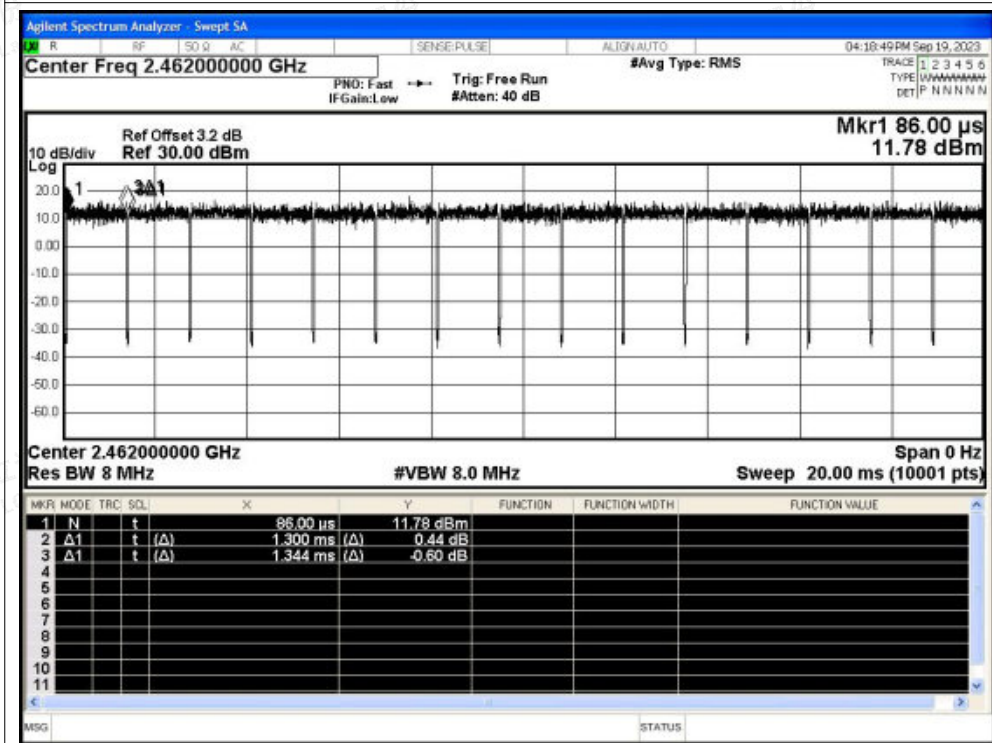 Agilent Spectrum Analyzer - Swept SA
LXI R RF 50 Ω AC SENSE:PULSE ALIGN AUTO 04:18:49 PM Sep 19, 2023
Center Freq 2.462000000 GHz #Avg Type: RMS TRACE 1 2 3 4 5 6
PNO: Fast Trig: Free Run TYPE WWWWWW
IFGain:Low #Atten: 40 dB DET P N N N N N
Mkr1 86.00 µs
Ref Offset 3.2 dB
10 dB/div Ref 30.00 dBm 11.78 dBm
Log
20.0 1 3Δ1
10.0
0.00
-10.0
-20.0
-30.0
-40.0
-50.0
-60.0
Center 2.462000000 GHz Span 0 Hz
Res BW 8 MHz #VBW 8.0 MHz Sweep 20.00 ms (10001 pts)
MKR MODE TRC SCL X Y FUNCTION FUNCTION WIDTH FUNCTION VALUE
1 N t 86.00 µs 11.78 dBm
2 Δ1 t (Δ) 1.300 ms (Δ) 0.44 dB
3 Δ1 t (Δ) 1.344 ms (Δ) -0.60 dB
4
5
6
7
8
9
10
11
MSG STATUS